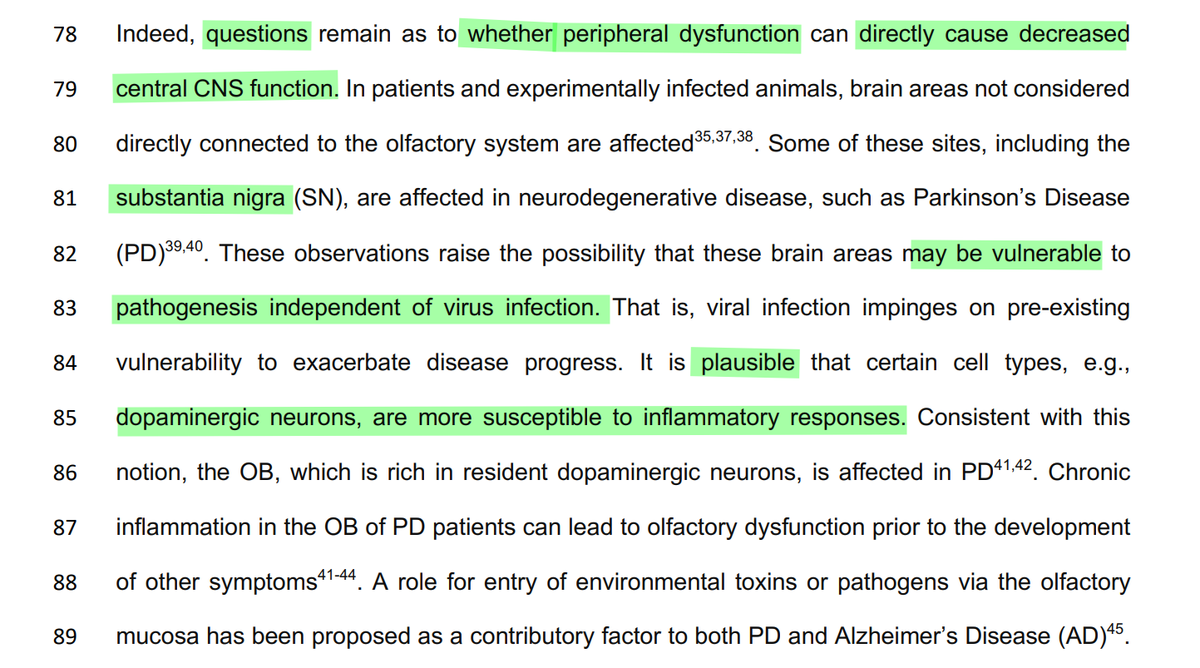 78 Indeed, questions remain as to whether peripheral dysfunction can directly cause decreased
79 central CNS function. In patients and experimentally infected animals, brain areas not considered
80 directly connected to the olfactory system are affected35,37,38. Some of these sites, including the
81 substantia nigra (SN), are affected in neurodegenerative disease, such as Parkinson’s Disease
82 (PD)39,40. These observations raise the possibility that these brain areas may be vulnerable to
83 pathogenesis independent of virus infection. That is, viral infection impinges on pre-existing
84 vulnerability to exacerbate disease progress. It is plausible that certain cell types, e.g.,
85 dopaminergic neurons, are more susceptible to inflammatory responses. Consistent with this
86 notion, the OB, which is rich in resident dopaminergic neurons, is affected in PD41,42. Chronic
87 inflammation in the OB of PD patients can lead to olfactory dysfunction prior to the development
88 of other symptoms41-44. A role for entry of environmental toxins or pathogens via the olfactory
89 mucosa has been proposed as a contributory factor to both PD and Alzheimer’s Disease (AD)45.